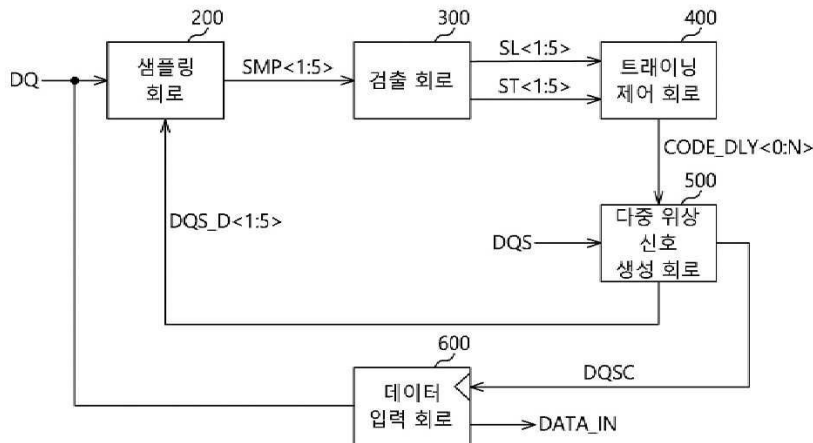 200
300
400
DQ
샘플링
회로
SMP<1:5>
검출 회로
SL<1:5>
ST<1:5>
트래이닝
제어 회로
CODE_DLY<0:N>
500
DQS_D<1:5>
DQS
다중 위상
신호
생성 회로
600
DQSC
데이터
입력 회로
DATA_IN